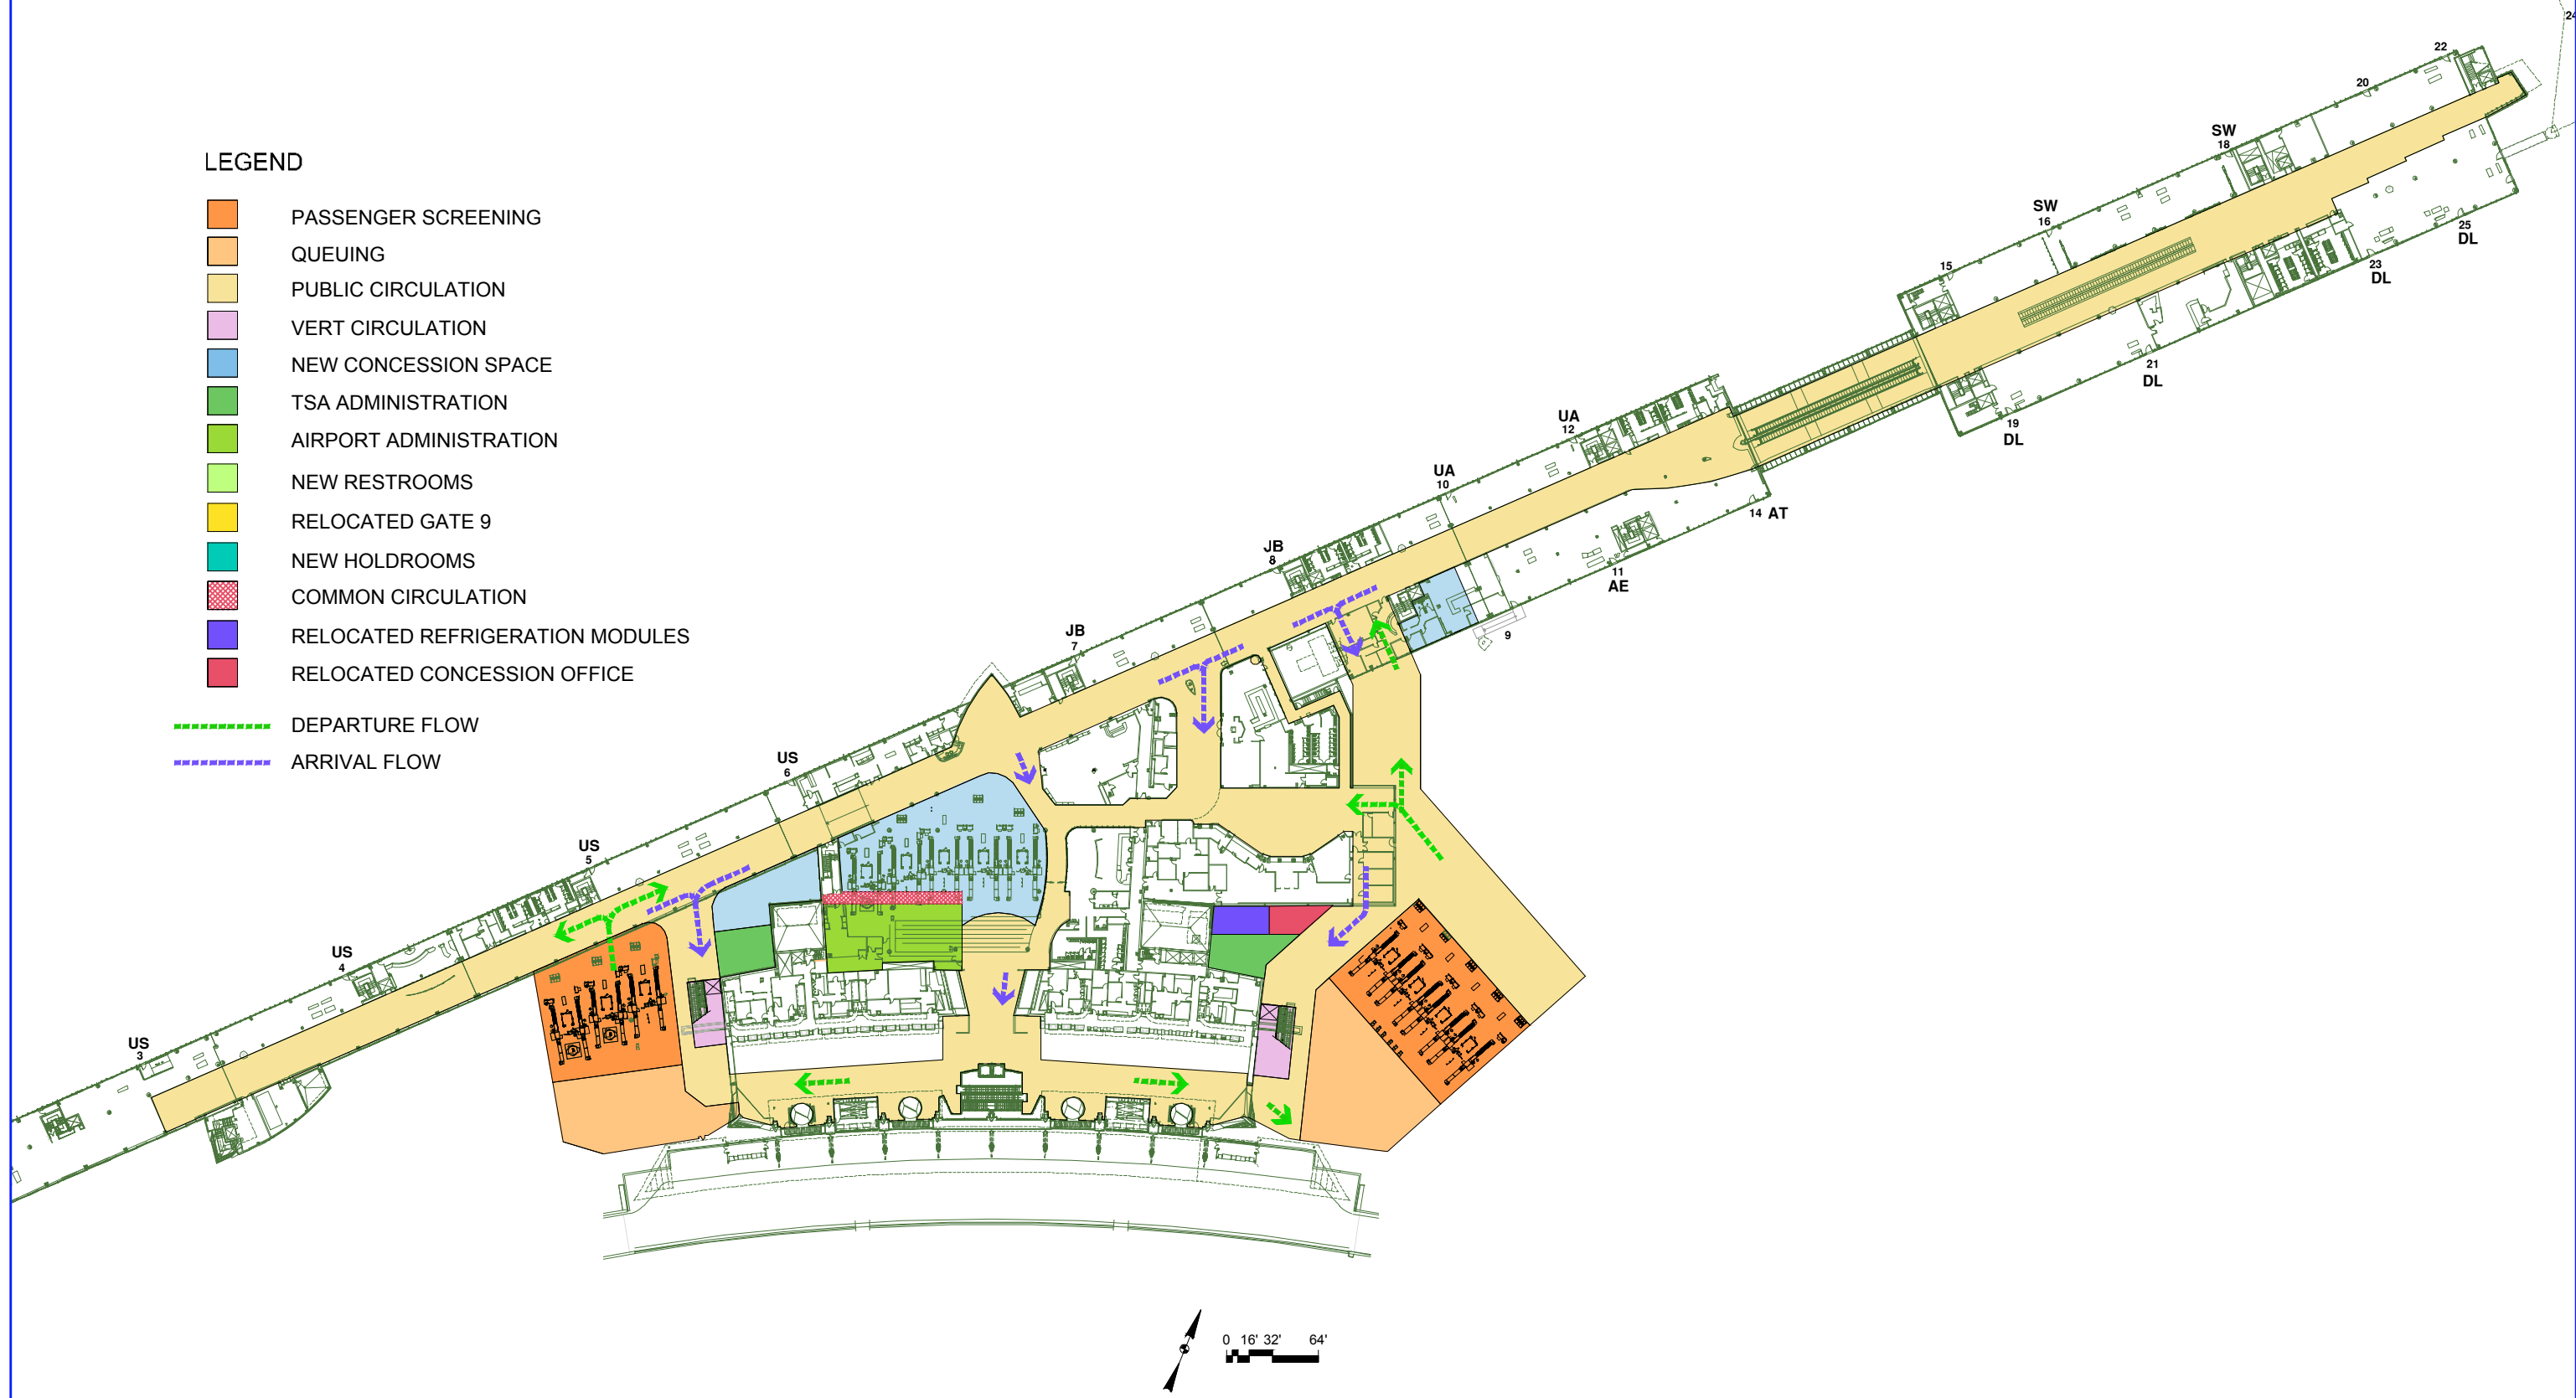 24
22
20
SW
18
SW
16
15
25
DL
23
DL
21
DL
19
DL
UA
12
UA
10
14 AT
11
AE
JB
8
9
JB
7
US
6
US
5
US
4
US
3
LEGEND
PASSENGER SCREENING
QUEUING
PUBLIC CIRCULATION
VERT CIRCULATION
NEW CONCESSION SPACE
TSA ADMINISTRATION
AIRPORT ADMINISTRATION
NEW RESTROOMS
RELOCATED GATE 9
NEW HOLDROOMS
COMMON CIRCULATION
RELOCATED REFRIGERATION MODULES
RELOCATED CONCESSION OFFICE
DEPARTURE FLOW
ARRIVAL FLOW
0 16' 32' 64'